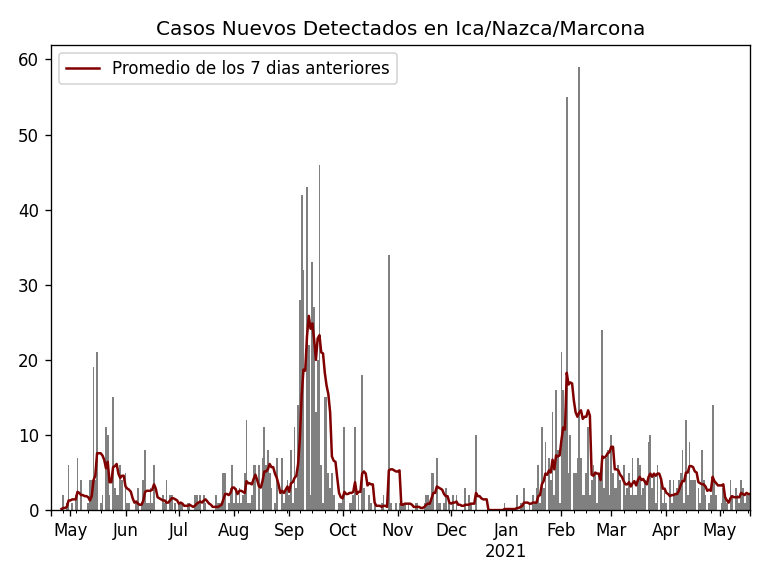 Casos Nuevos Detectados en Ica/Nazca/Marcona
Promedio de los 7 dias anteriores
60
50
40
30
20
10
0
May Jun Jul Aug Sep Oct Nov Dec Jan Feb Mar Apr May
2021